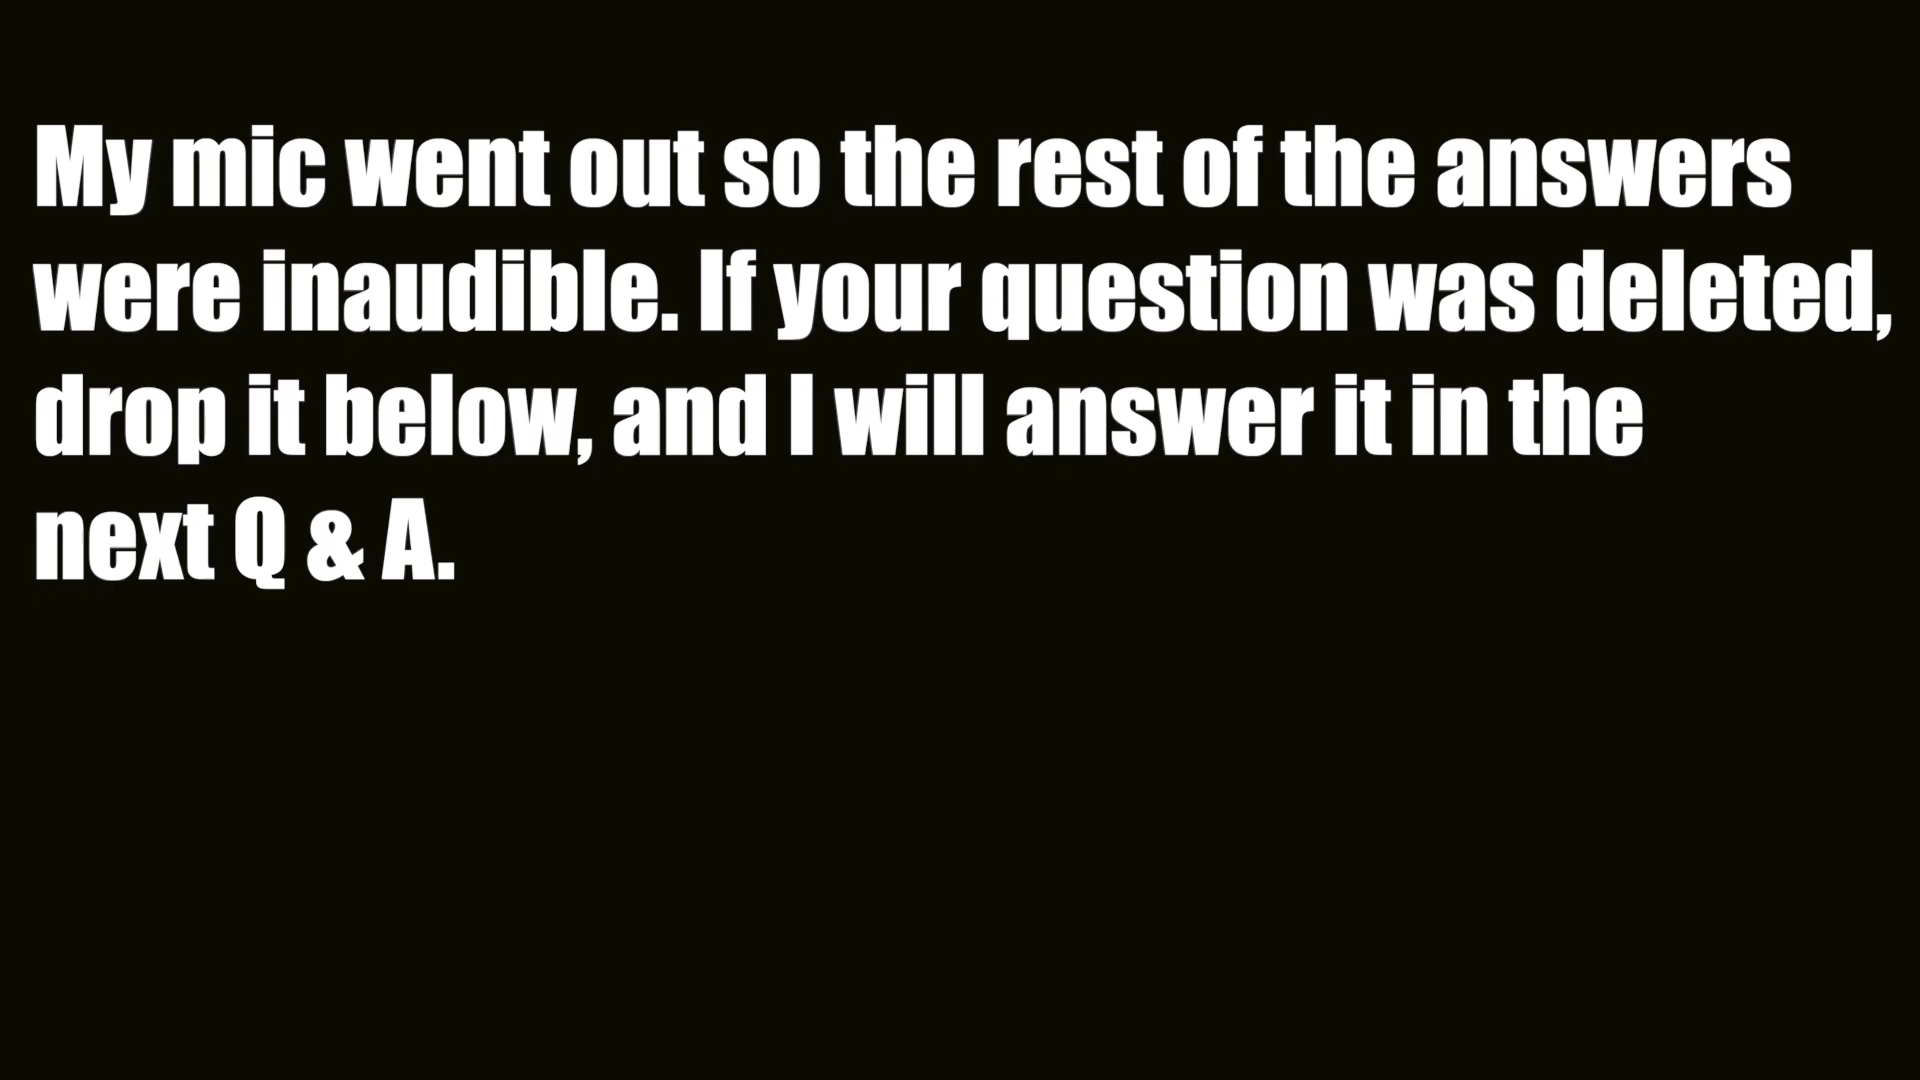 My mic went out so the rest of the answers
were inaudible. If your question was deleted,
drop it below, and I will answer it in the
next Q & A.